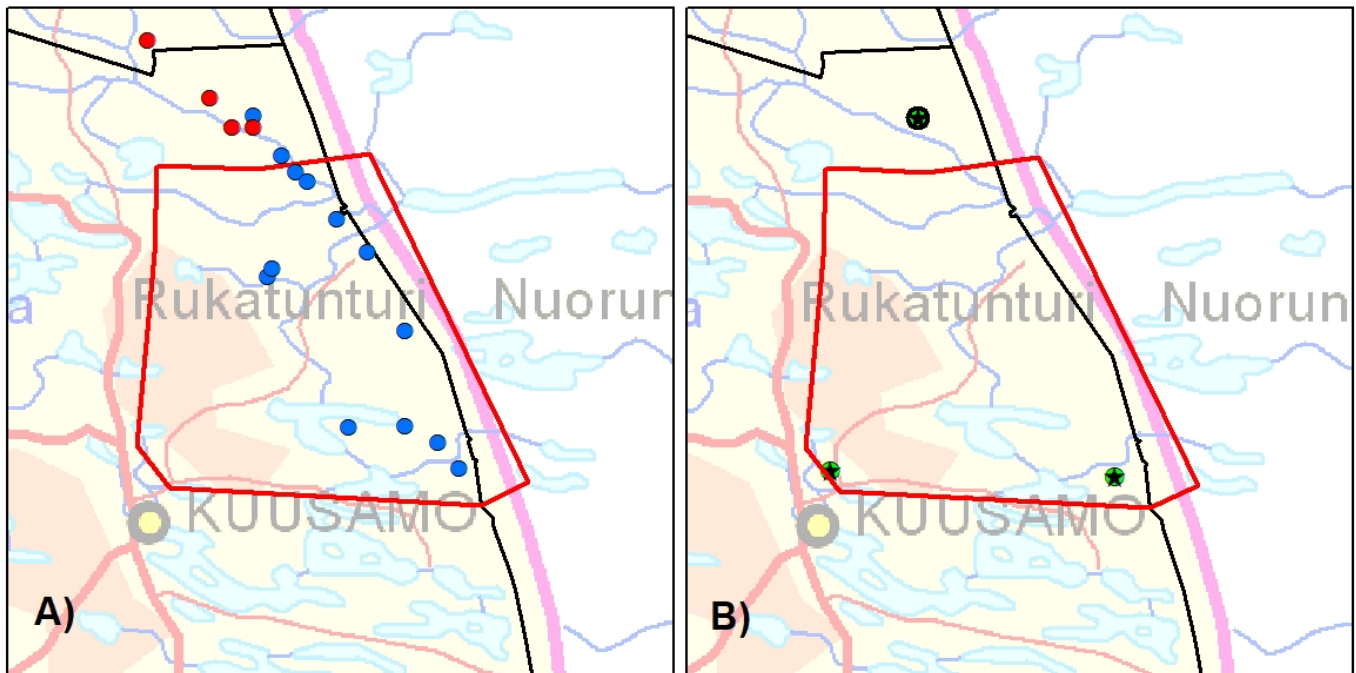 Rukatunturi
Nuorun
a
KUUSAMO
A)
Rukatunturi
Nuorun
a
KUUSAMO
B)